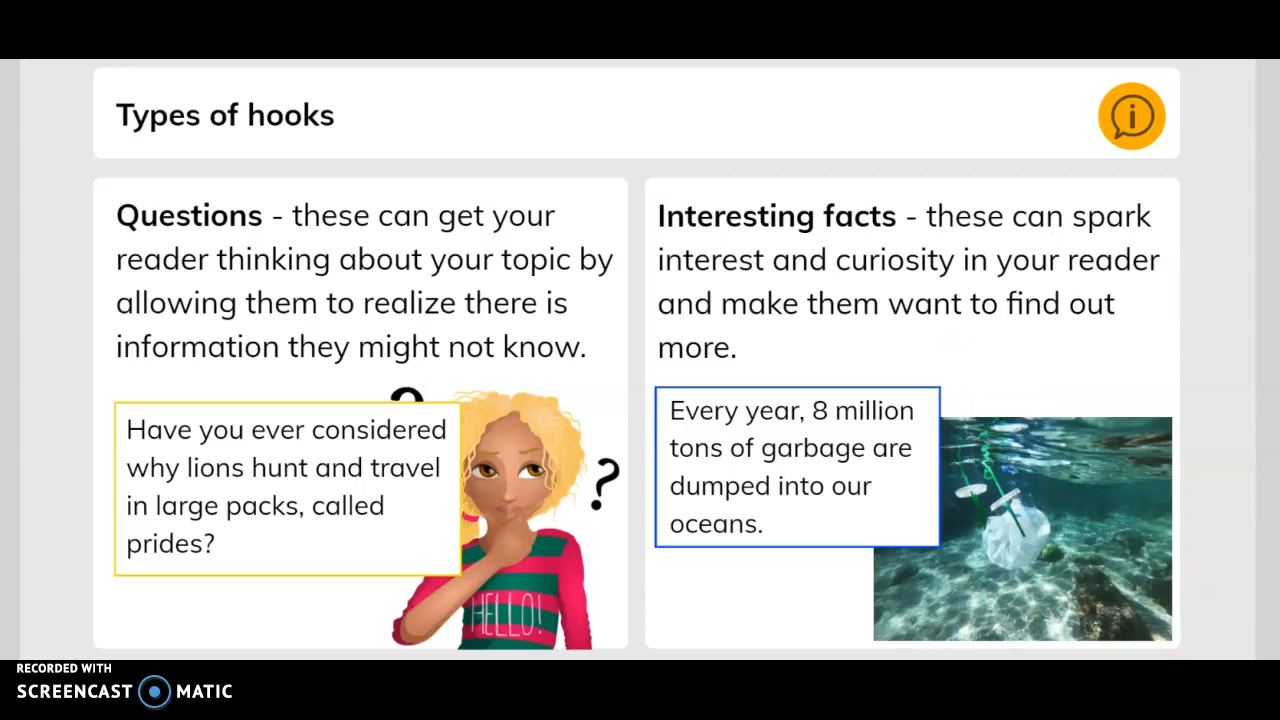 Types of hooks
Questions - these can get your
reader thinking about your topic by
allowing them to realize there is
information they might not know.
Have you ever considered
why lions hunt and travel
in large packs, called
prides?
?
HELLO!
Interesting facts - these can spark
interest and curiosity in your reader
and make them want to find out
more.
Every year, 8 million
tons of garbage are
dumped into our
oceans.
RECORDED WITH
SCREENCAST MATIC